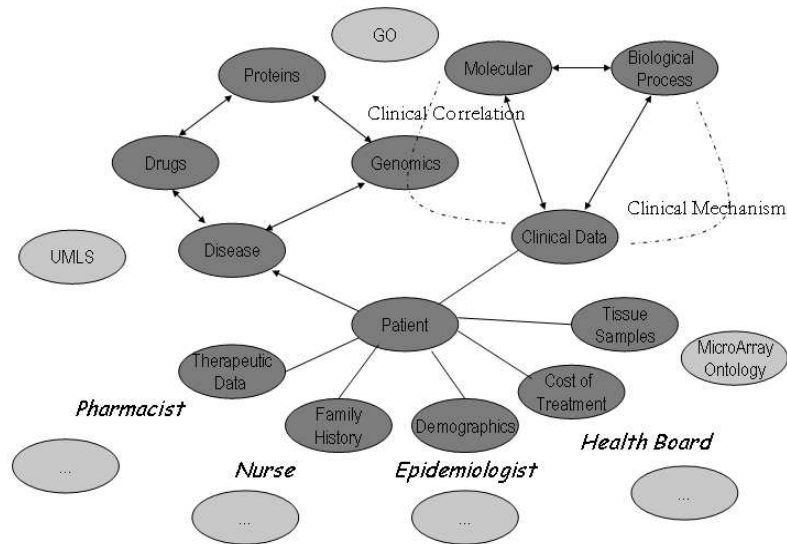 GO
Molecular
Biological
Process
Proteins
Clinical Correlation
Drugs
Genomics
Clinical Mechanism
UMLS
Disease
Clinical Data
Patient
Tissue
Samples
MicroArray
Ontology
Therapeutic
Data
Cost of
Treatment
Pharmacist
Family
History
Demographics
Health Board
Nurse
Epidemiologist
...
...
...
...